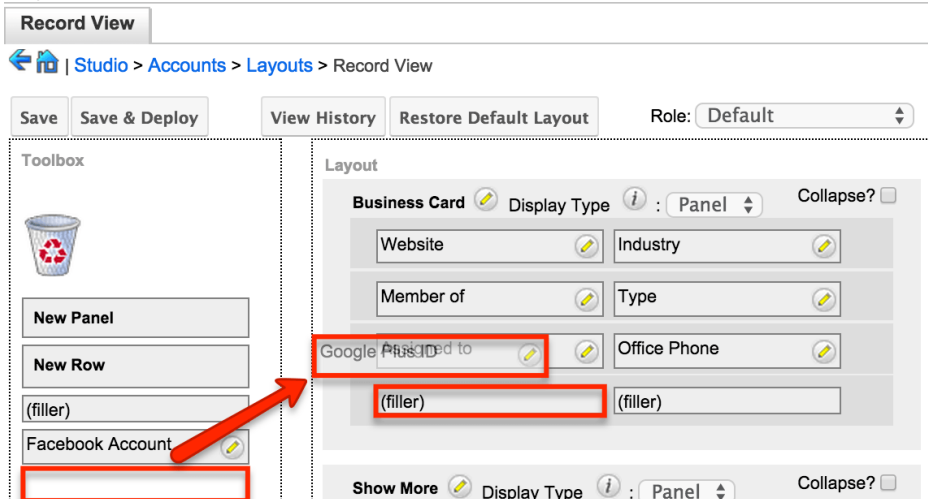 Record View
| Studio > Accounts > Layouts > Record View
Save Save & Deploy View History Restore Default Layout Role: Default
Toolbox
Layout
Business Card Display Type i : Panel Collapse?
Website Industry
Member of Type
New Panel
Google Plus ID Assigned to Office Phone
New Row
(filler) (filler)
(filler)
Facebook Account
Show More Display Type i : Panel Collapse?